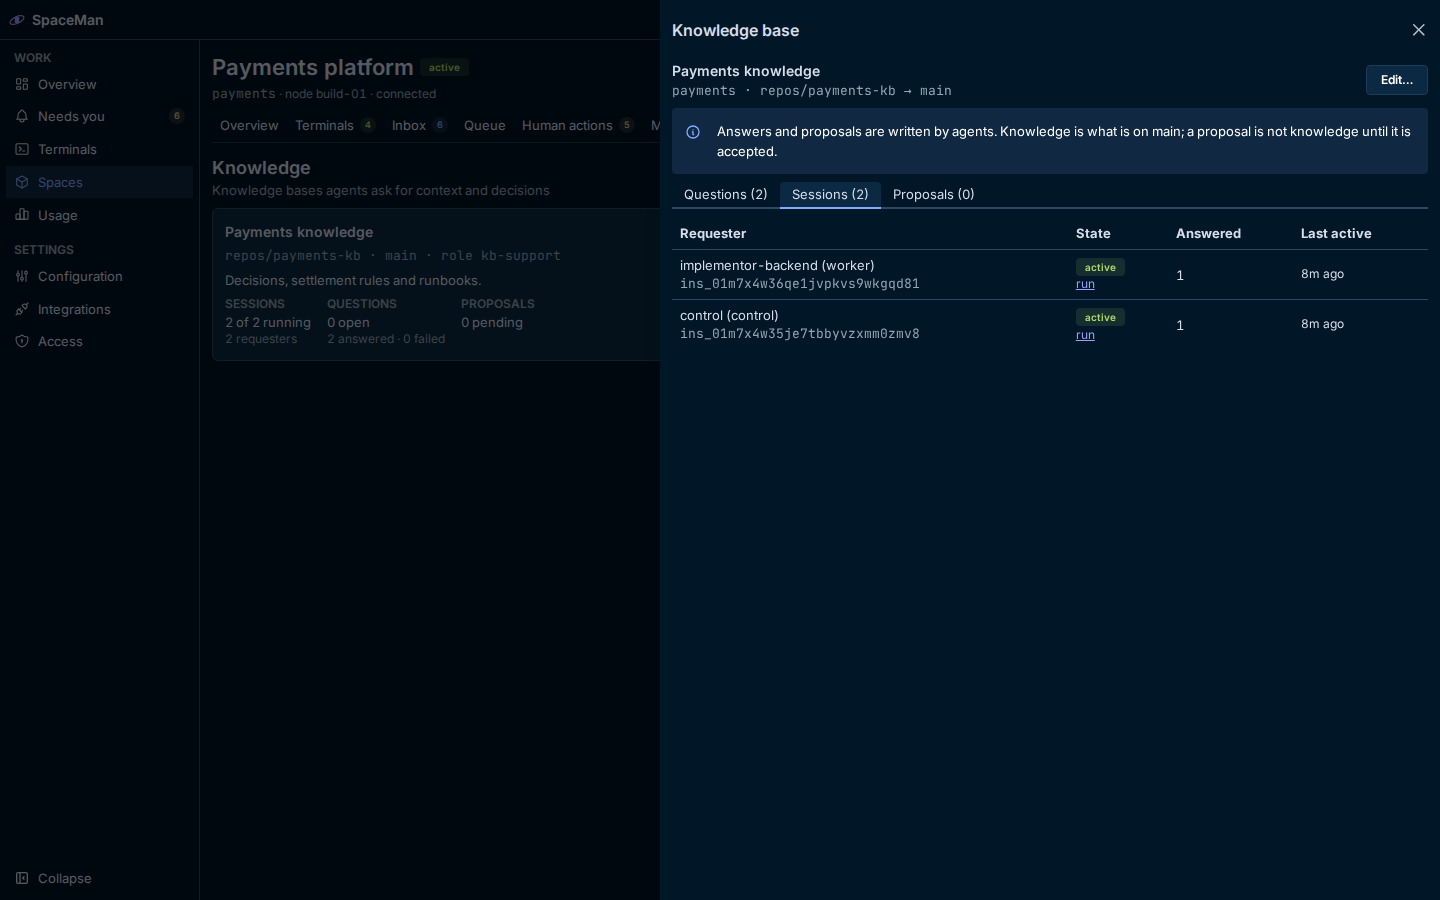 SpaceMan
WORK
Overview
Needs you 6
Terminals
Spaces
Usage
SETTINGS
Configuration
Integrations
Access
Collapse
Payments platform active
payments · node build-01 · connected
Overview Terminals 4 Inbox 6 Queue Human actions 5 M
Knowledge
Knowledge bases agents ask for context and decisions
Payments knowledge
repos/payments-kb · main · role kb-support
Decisions, settlement rules and runbooks.
SESSIONS QUESTIONS PROPOSALS
2 of 2 running 0 open 0 pending
2 requesters 2 answered · 0 failed
Knowledge base
Payments knowledge
payments · repos/payments-kb → main
Edit...
Answers and proposals are written by agents. Knowledge is what is on main; a proposal is not knowledge until it is
accepted.
Questions (2) Sessions (2) Proposals (0)
Requester State Answered Last active
implementor-backend (worker) active 1 8m ago
ins_01m7x4w36qe1jvpkvs9wkgqd81 run
control (control) active 1 8m ago
ins_01m7x4w35je7tbbyvzxmm0zmv8 run